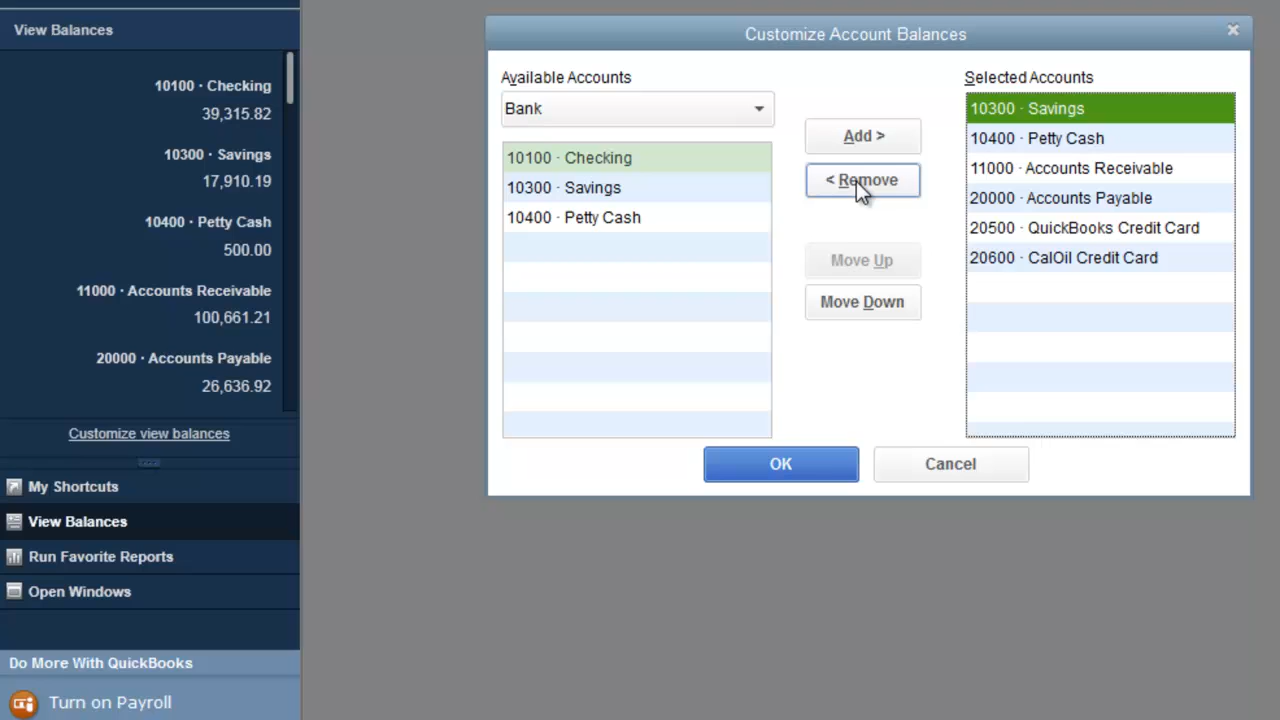 View Balances
10100 · Checking
39,315.82
10300 · Savings
17,910.19
10400 · Petty Cash
500.00
11000 · Accounts Receivable
100,661.21
20000 · Accounts Payable
26,636.92
Customize view balances
My Shortcuts
View Balances
Run Favorite Reports
Open Windows
Do More With QuickBooks
Turn on Payroll
Customize Account Balances
Available Accounts
Bank
10100 · Checking
10300 · Savings
10400 · Petty Cash
Add >
< Remove
Move Up
Move Down
Selected Accounts
10300 · Savings
10400 · Petty Cash
11000 · Accounts Receivable
20000 · Accounts Payable
20500 · QuickBooks Credit Card
20600 · CalOil Credit Card
OK
Cancel